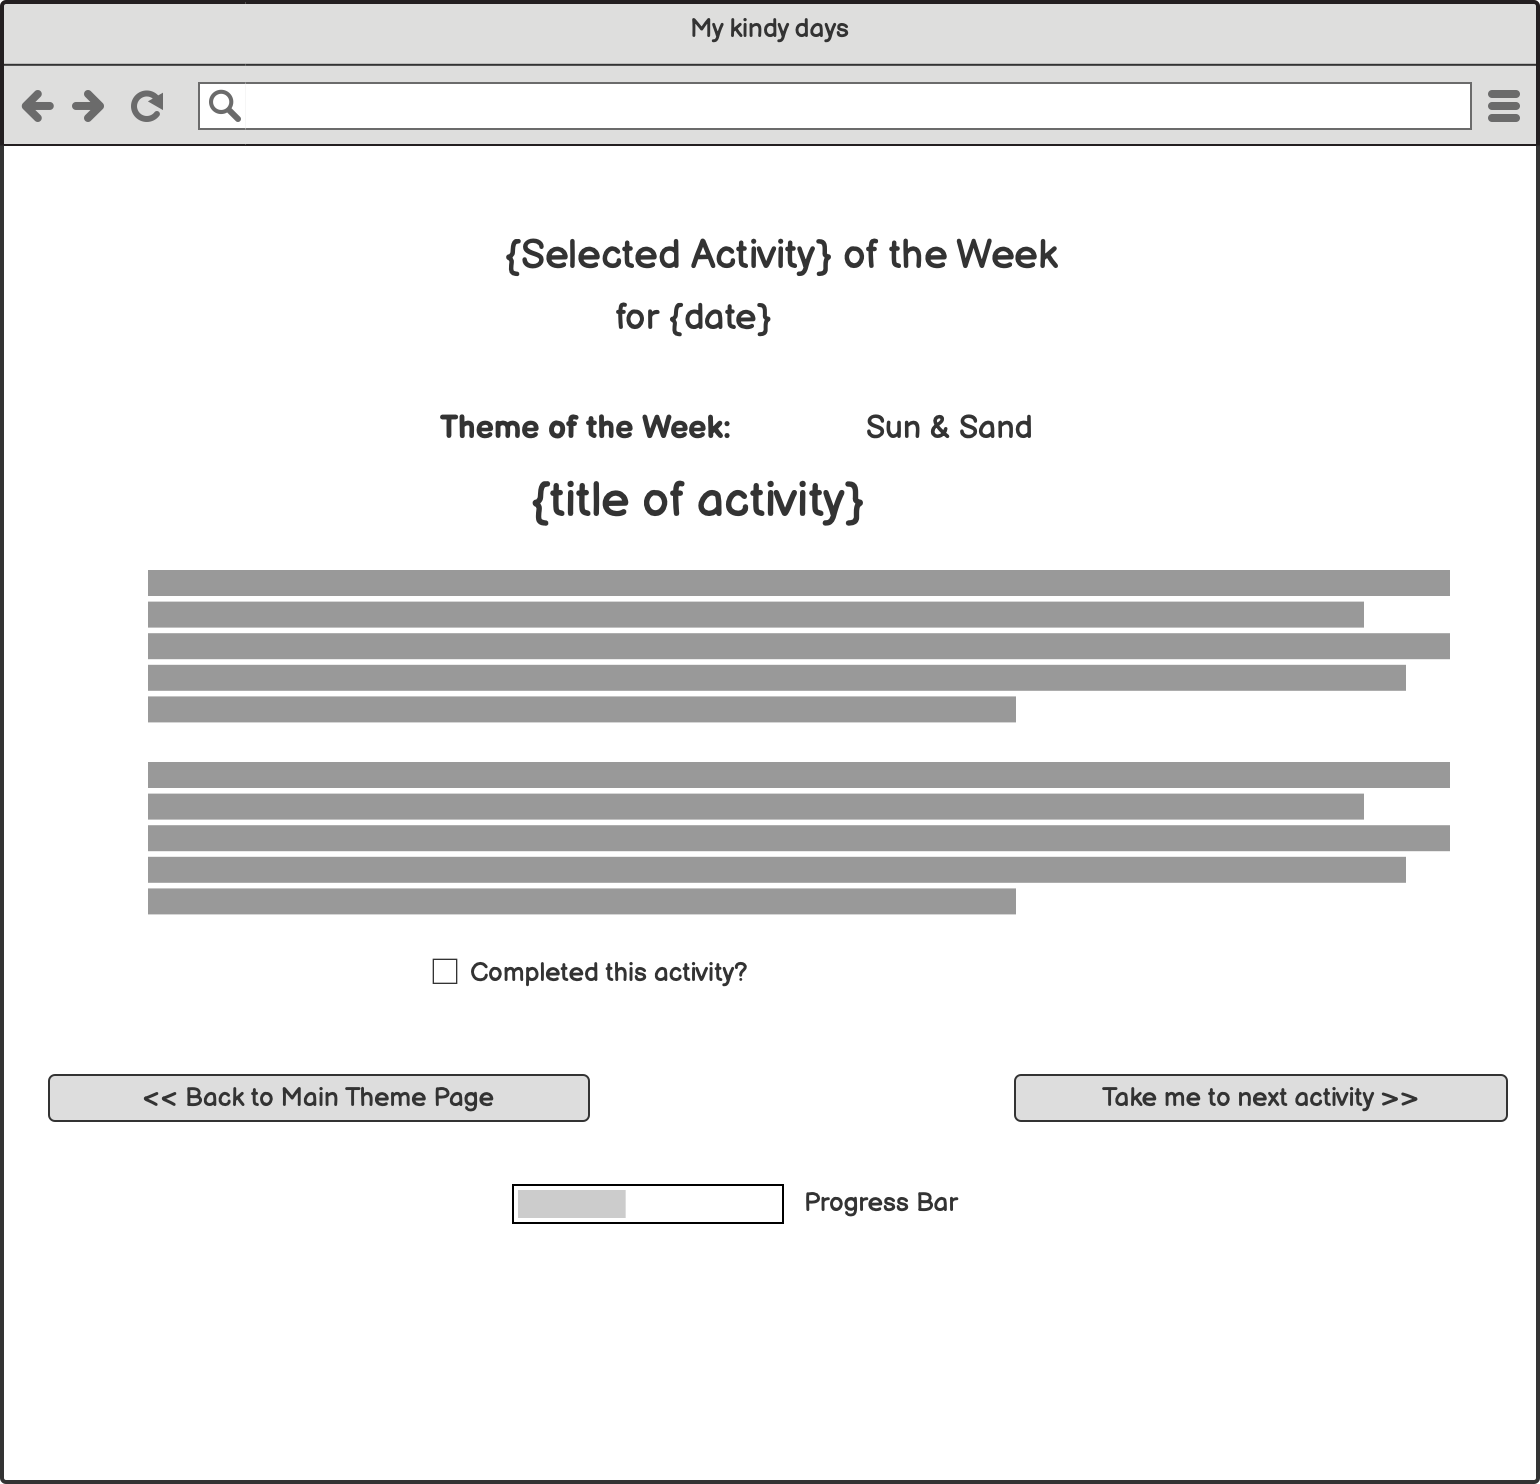 My kindy days
{Selected Activity} of the Week
for {date}
Theme of the Week: Sun & Sand
{title of activity}
Completed this activity?
<< Back to Main Theme Page
Take me to next activity >>
Progress Bar